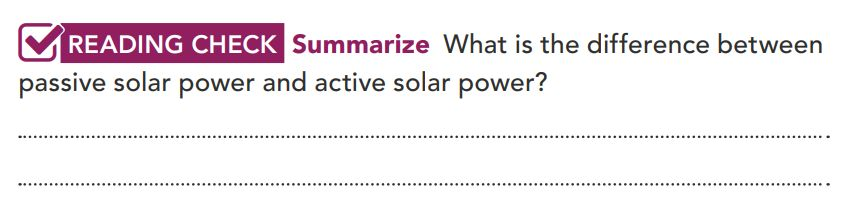 READING CHECK Summarize What is the difference between
passive solar power and active solar power?